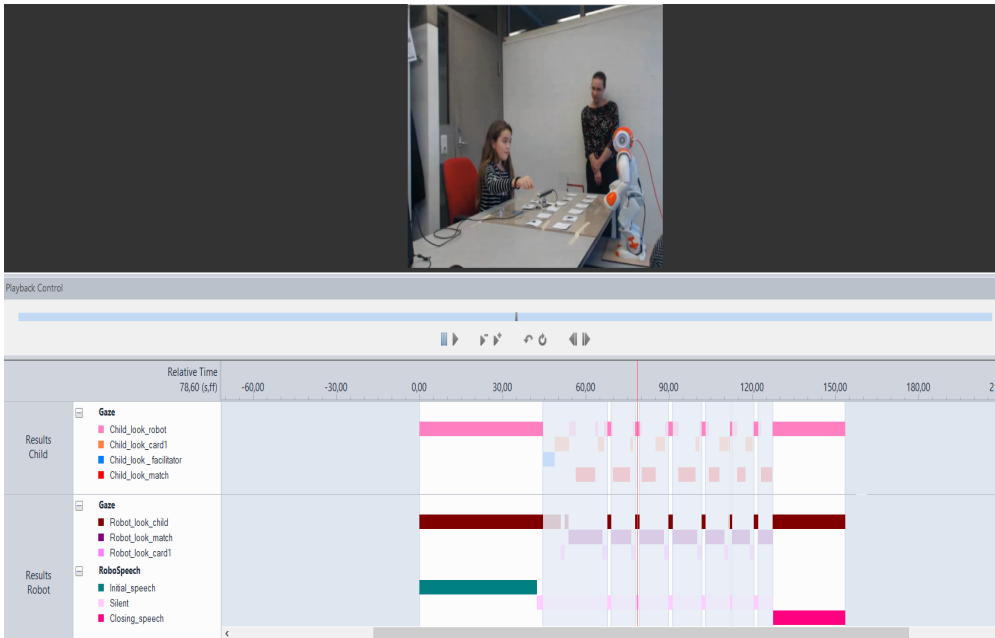 Playback Control
Relative Time
78,60 (s,ff)
-60,00 -30,00 0,00 30,00 60,00 90,00 120,00 150,00 180,00 2
Results
Child
Gaze
Child_look_robot
Child_look_card1
Child_look_facilitator
Child_look_match
Results
Robot
Gaze
Robot_look_child
Robot_look_match
Robot_look_card1
RoboSpeech
Initial_speech
Silent
Closing_speech